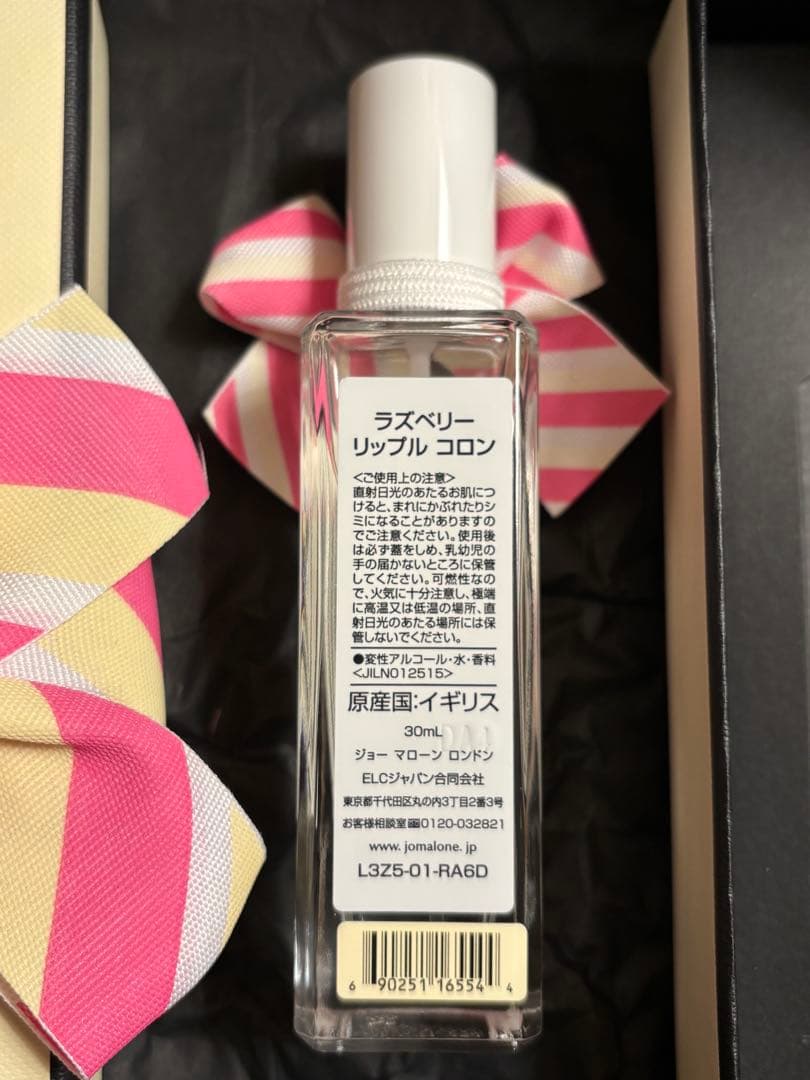 ラズベリー
リップル コロン
<ご使用上の注意>
直射日光のあたるお肌につ
けると、まれにかぶれたりシ
ミになることがありますの
でご注意ください。使用後
は必ず蓋をしめ、乳幼児の
手の届かないところに保管
してください。可燃性なの
で、火気に十分注意し、極端
に高温又は低温の場所、直
射日光のあたる場所には保
管しないでください。
●変性アルコール・水・香料
<JILN012515>
原産国:イギリス
30mL
DA1
ジョー マローン ロンドン
ELCジャパン合同会社
東京都千代田区丸の内3丁目2番3号
お客様相談室 0120-032821
www. jomalone. jp
L3Z5-01-RA6D
6 90251 16554 4